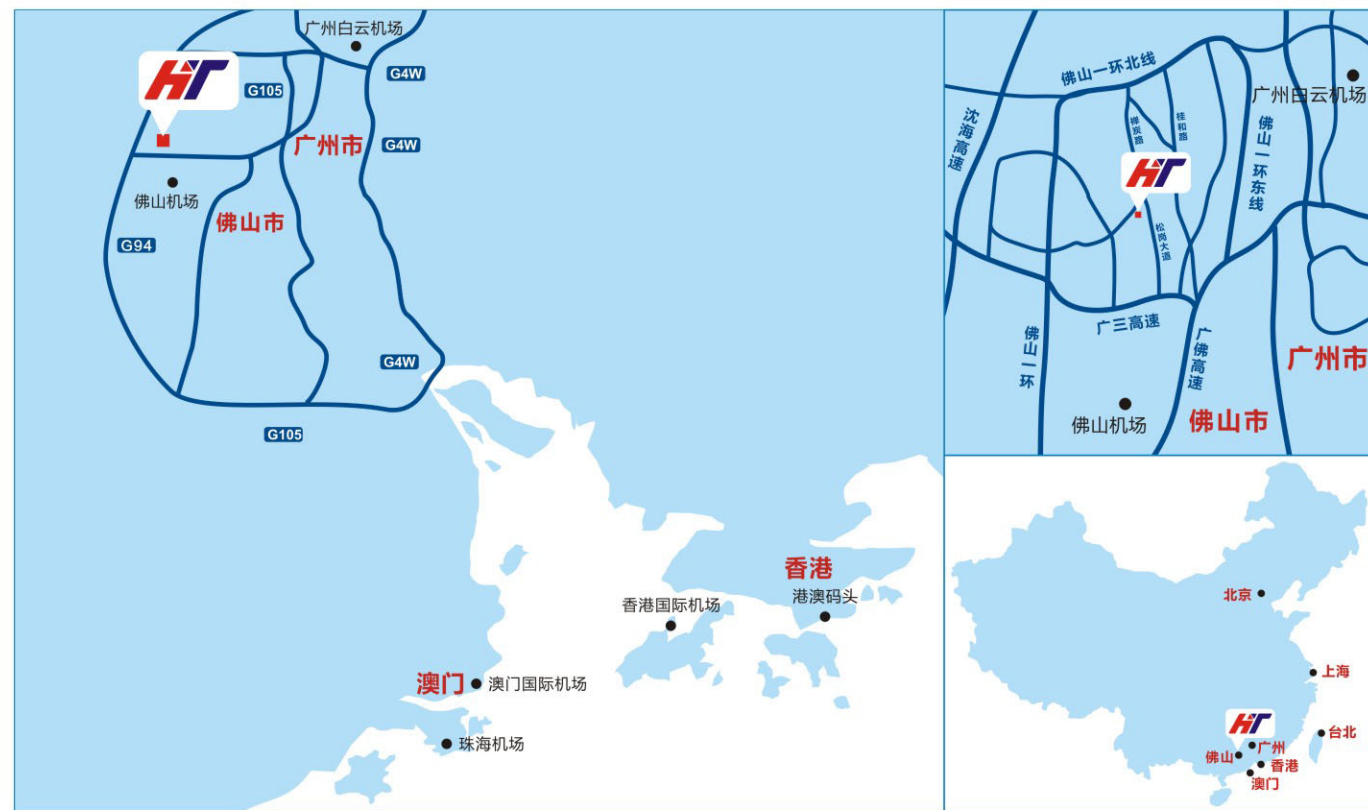 广州白云机场
HT
G4W
G105
G4W
广州市
佛山机场
佛山市
G94
G4W
G105
香港
香港国际机场
港澳码头
澳门
澳门国际机场
珠海机场
佛山一环北线
广州白云机场
沈海高速
禅炭路
桂和路
佛山一环东线
HT
松岗大道
广三高速
佛山一环
广佛高速
广州市
佛山市
佛山机场
北京
上海
HT
台北
广州
佛山
香港
澳门